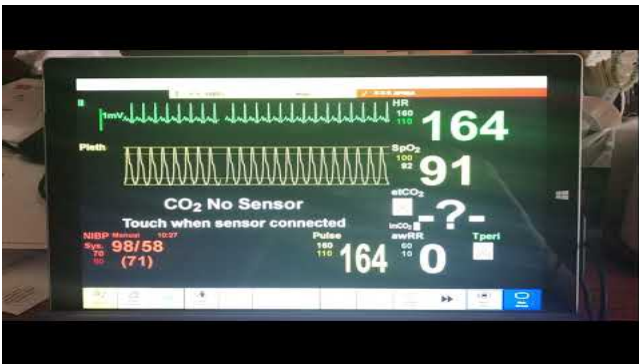 HR
1mV
160
110
164
Pleth
SpO2
100
92
91
CO2 No Sensor
Touch when sensor connected
etCO2
-?-
imCO2
NIBP Manual 10:27
Sys.
70
98/58
(71)
Pulse
160
110
164
awRR
60
10
0
Tperi